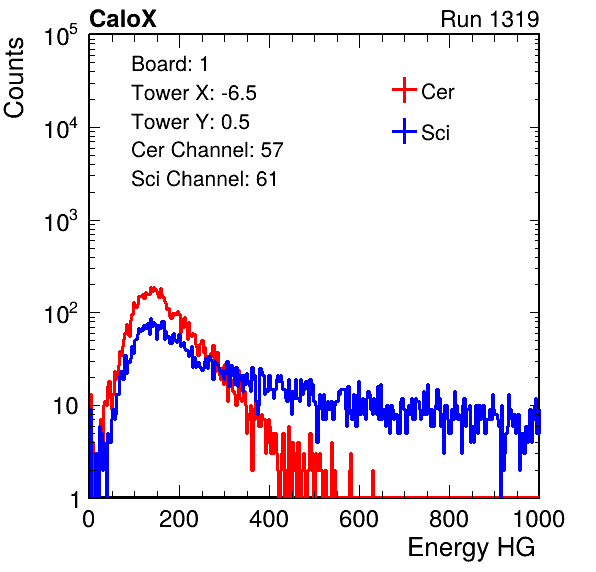 CaloX Run 1319
Counts
10^5
Board: 1
Tower X: -6.5
Tower Y: 0.5
Cer Channel: 57
Sci Channel: 61
Cer
Sci
10^4
10^3
10^2
10
1
0 200 400 600 800 1000
Energy HG